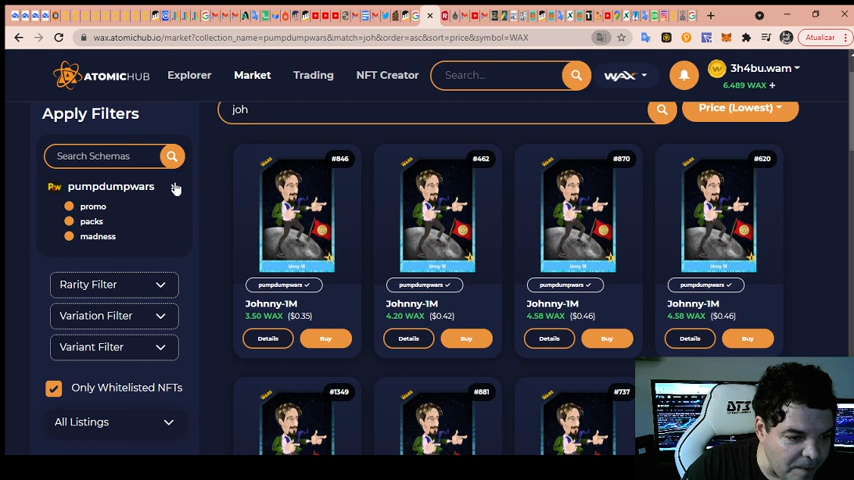 Atualizar
wax.atomichub.io/market?collection_name=pumpdumpwars&match=joh&order=asc&sort=price&symbol=WAX
ATOMICHUB
Explorer
Market
Trading
NFT Creator
Search...
WAX
3h4bu.wam
6.489 WAX +
Apply Filters
joh
Price (Lowest)
Search Schemas
pumpdumpwars
promo
packs
madness
Rarity Filter
Variation Filter
Variant Filter
Only Whitelisted NFTs
All Listings
#846
#462
#870
#620
pumpdumpwars
pumpdumpwars
pumpdumpwars
pumpdumpwars
Johnny-1M
Johnny-1M
Johnny-1M
Johnny-1M
3.50 WAX ($0.35)
4.20 WAX ($0.42)
4.58 WAX ($0.46)
4.58 WAX ($0.46)
Details
Buy
Details
Buy
Details
Buy
Details
Buy
#1349
#881
#737
DT3